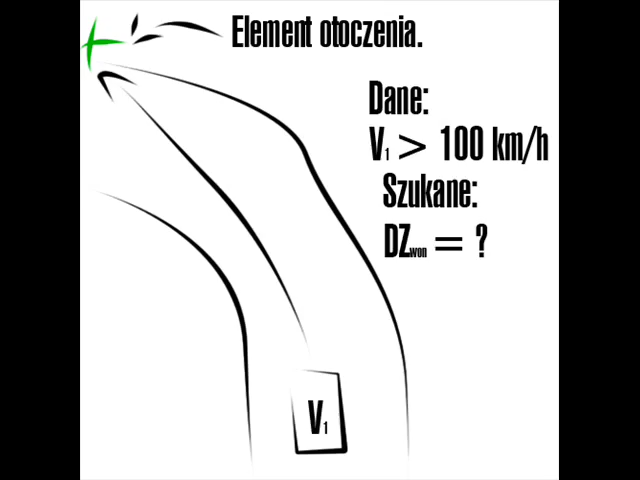 Element otoczenia.
Dane:
V₁ > 100 km/h
Szukane:
DZwon = ?
V₁